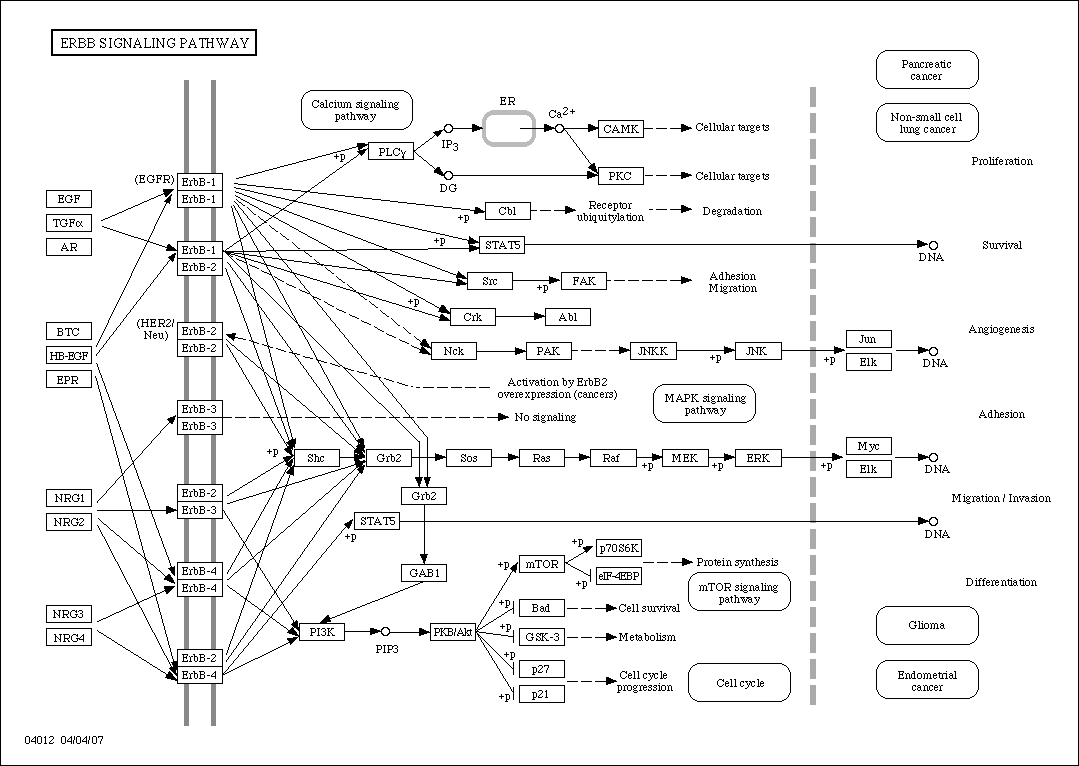 ERBB SIGNALING PATHWAY
Pancreatic
cancer
Non-small cell
lung cancer
Calcium signaling
pathway
ER
Ca2+
IP3
DG
PLCγ
+p
CAMK
Cellular targets
PKC
Cellular targets
Proliferation
(EGFR)
ErbB-1
ErbB-1
EGF
TGFα
AR
Cbl
+p
Receptor
ubiquitylation
Degradation
ErbB-1
ErbB-2
+p
STAT5
DNA
Survival
Src
+p
FAK
Adhesion
Migration
+p
Crk
Abl
(HER2/
Neu)
ErbB-2
ErbB-2
BTC
HB-EGF
EPR
Nck
PAK
JNKK
+p
JNK
+p
Jun
Elk
DNA
Angiogenesis
Activation by ErbB2
overexpression (cancers)
MAPK signaling
pathway
ErbB-3
ErbB-3
No signaling
Adhesion
+p
Shc
Grb2
Sos
Ras
Raf
+p
MEK
+p
ERK
+p
Myc
Elk
DNA
ErbB-2
ErbB-3
NRG1
NRG2
Grb2
Migration / Invasion
STAT5
+p
DNA
ErbB-4
ErbB-4
GAB1
+p
mTOR
+p
p70S6K
+p
eIF-4EBP
Protein synthesis
mTOR signaling
pathway
Differentiation
NRG3
NRG4
PI3K
PIP3
PKB/Akt
+p
Bad
Cell survival
+p
GSK-3
Metabolism
Glioma
ErbB-2
ErbB-4
+p
p27
+p
p21
Cell cycle
progression
Cell cycle
Endometrial
cancer
04012 04/04/07